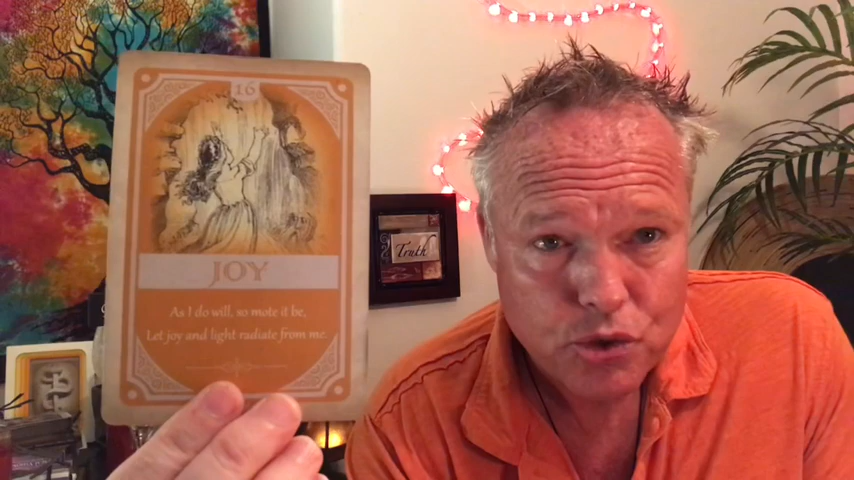 16
JOY
As I do will, so mote it be,
Let joy and light radiate from me.
Truth